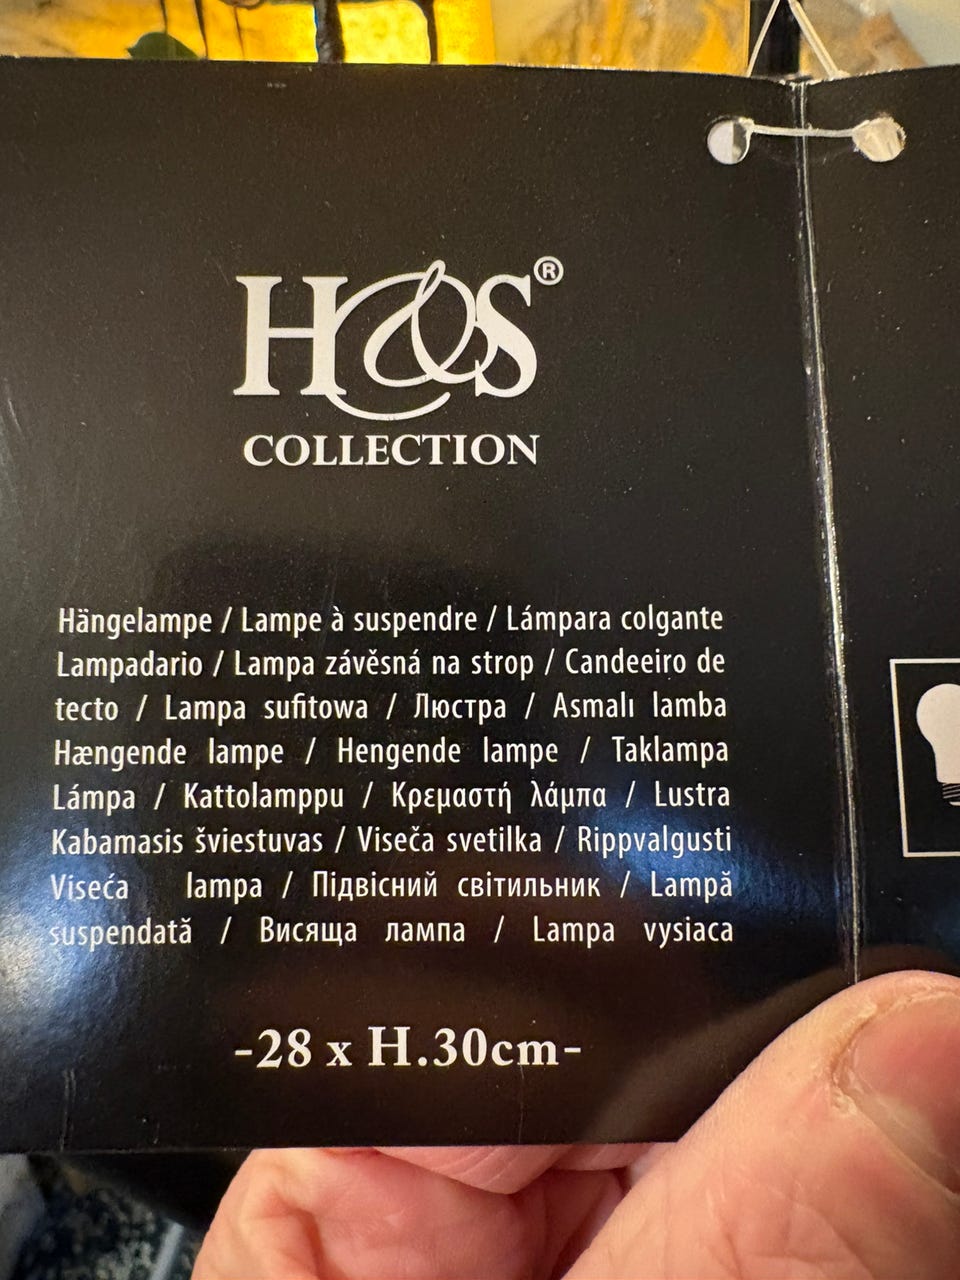 H&S®
COLLECTION
Hängelampe / Lampe à suspendre / Lámpara colgante
Lampadario / Lampa závěsná na strop / Candeeiro de
tecto / Lampa sufitowa / Люстра / Asmalı lamba
Hængende lampe / Hengende lampe / Taklampa
Lámpa / Kattolamppu / Κρεμαστή λάμπα / Lustra
Kabamasis šviestuvas / Viseča svetilka / Rippvalgusti
Viseća lampa / Підвісний світильник / Lampă
suspendată / Висяща лампа / Lampa vysiaca
-28 x H.30cm-